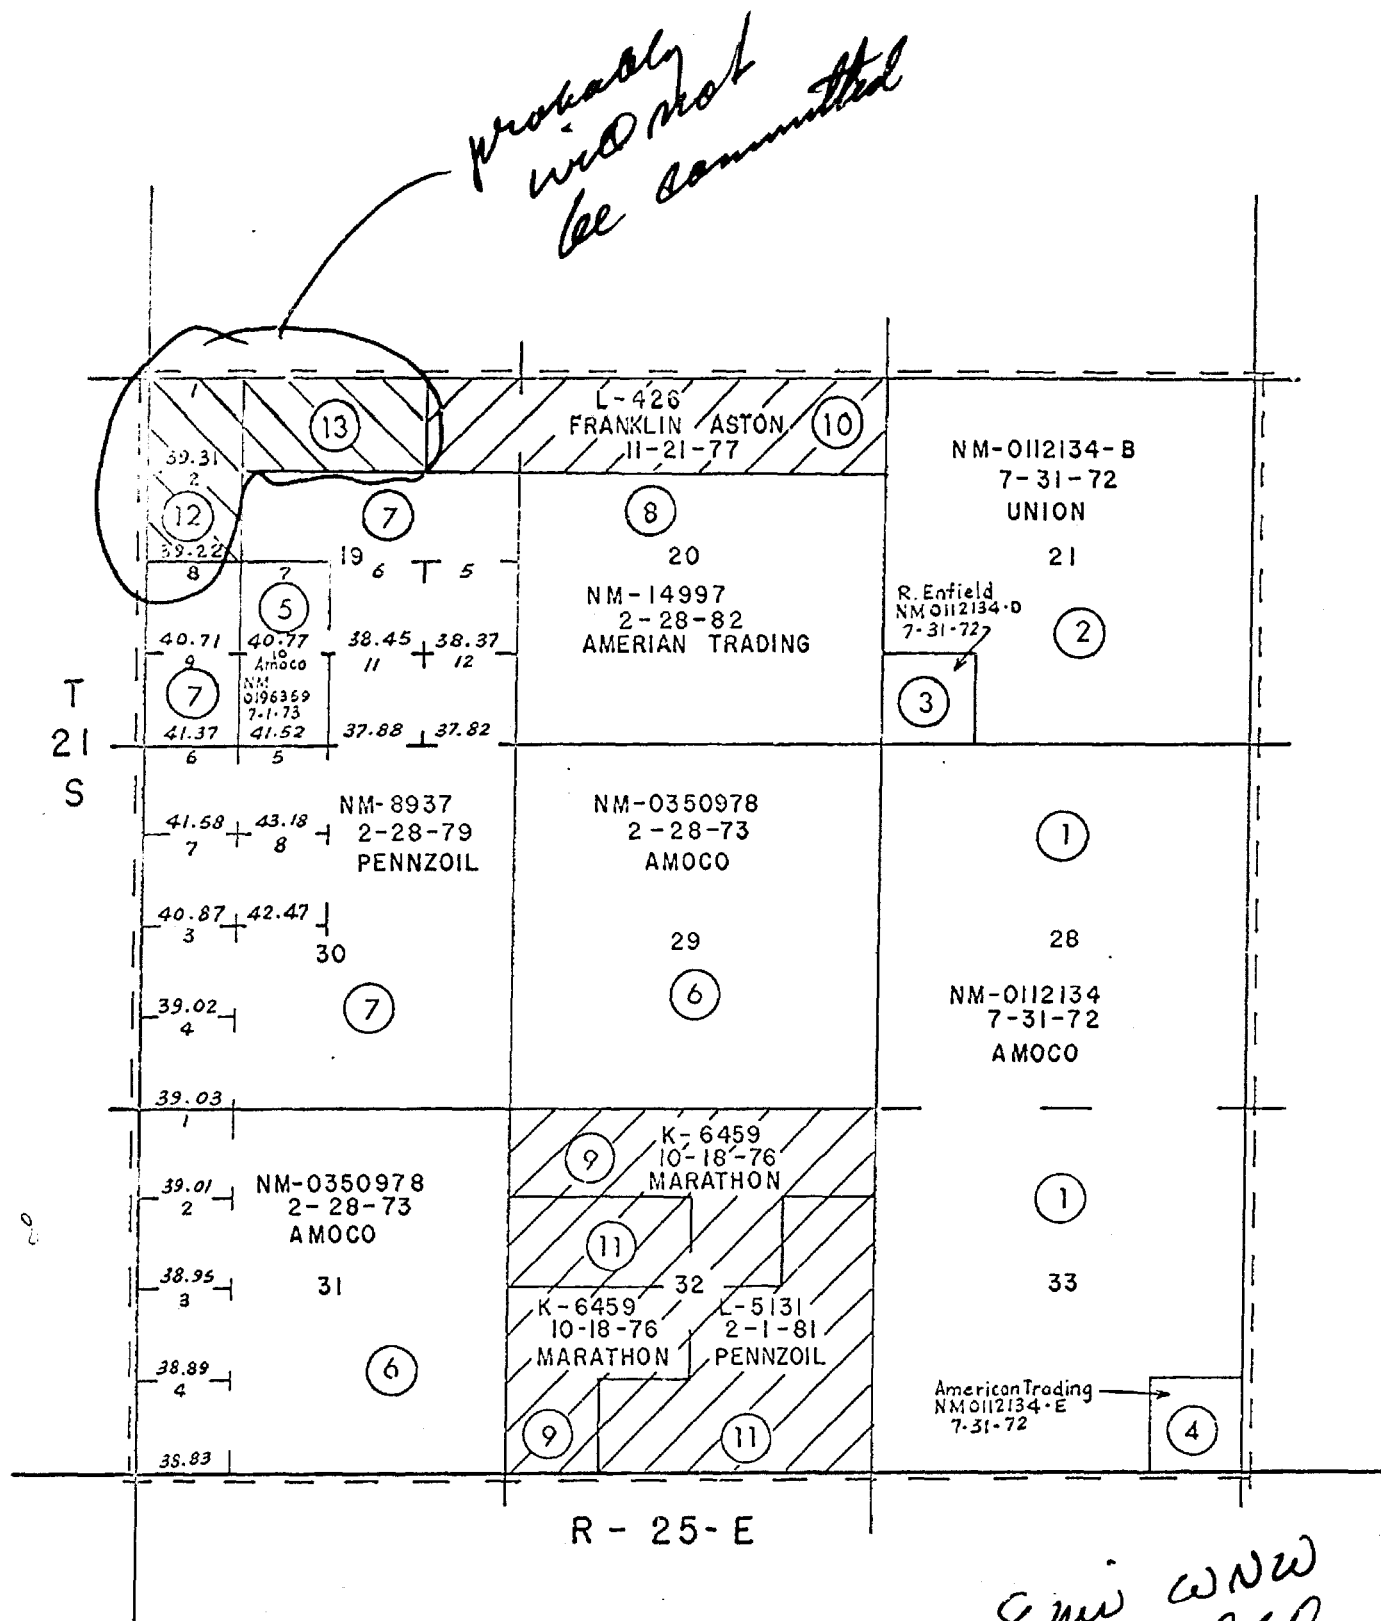 probably
will not
be committed
1
13
L-426
FRANKLIN ASTON
11-21-77
10
NM-0112134-B
7-31-72
UNION
21
39.31
2
12
39.22
7
8
20
NM-14997
2-28-82
AMERIAN TRADING
R. Enfield
NM0112134-D
7-31-72
2
3
19
8
7
6
5
5
40.71
40.77
38.45
38.37
9
10
11
12
Amoco
NM
0196369
7-1-73
7
41.37
41.52
37.88
37.82
T
21
S
6
5
NM-8937
2-28-79
PENNZOIL
41.58
43.18
7
8
40.87
42.47
3
30
39.02
4
7
39.03
NM-0350978
2-28-73
AMOCO
29
6
1
28
NM-0112134
7-31-72
AMOCO
1
39.01
2
NM-0350978
2-28-73
AMOCO
38.95
3
31
38.89
4
6
38.83
9
K-6459
10-18-76
MARATHON
11
32
K-6459
10-18-76
MARATHON
L-5131
2-1-81
PENNZOIL
9
11
1
33
American Trading
NM0112134-E
7-31-72
4
R-25-E
WNW